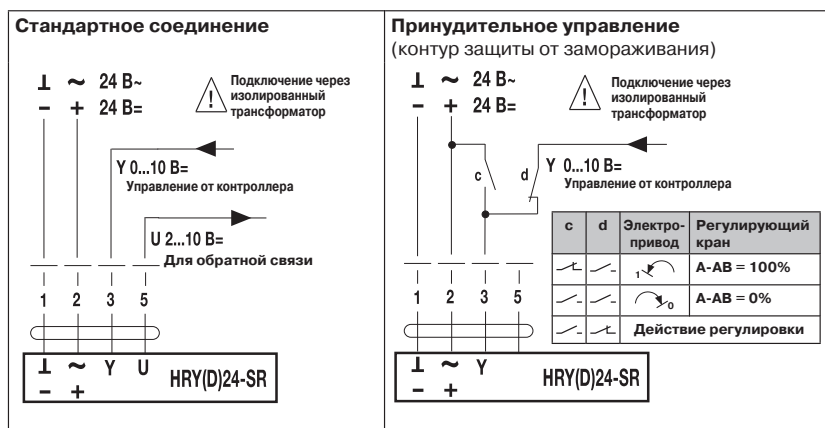 Стандартное соединение
⊥ ~ 24 В~
– + 24 В=
!
Подключение через
изолированный
трансформатор
Y 0...10 В=
Управление от контроллера
U 2...10 В=
Для обратной связи
1 2 3 5
⊥ ~ Y U
– +
HRY(D)24-SR
Принудительное управление
(контур защиты от замораживания)
⊥ ~ 24 В~
– + 24 В=
!
Подключение через
изолированный
трансформатор
c d Y 0...10 В=
Управление от контроллера
c d Электро-привод Регулирующий кран
1 A-AB = 100%
0 A-AB = 0%
Действие регулировки
1 2 3 5
⊥ ~ Y
– +
HRY(D)24-SR